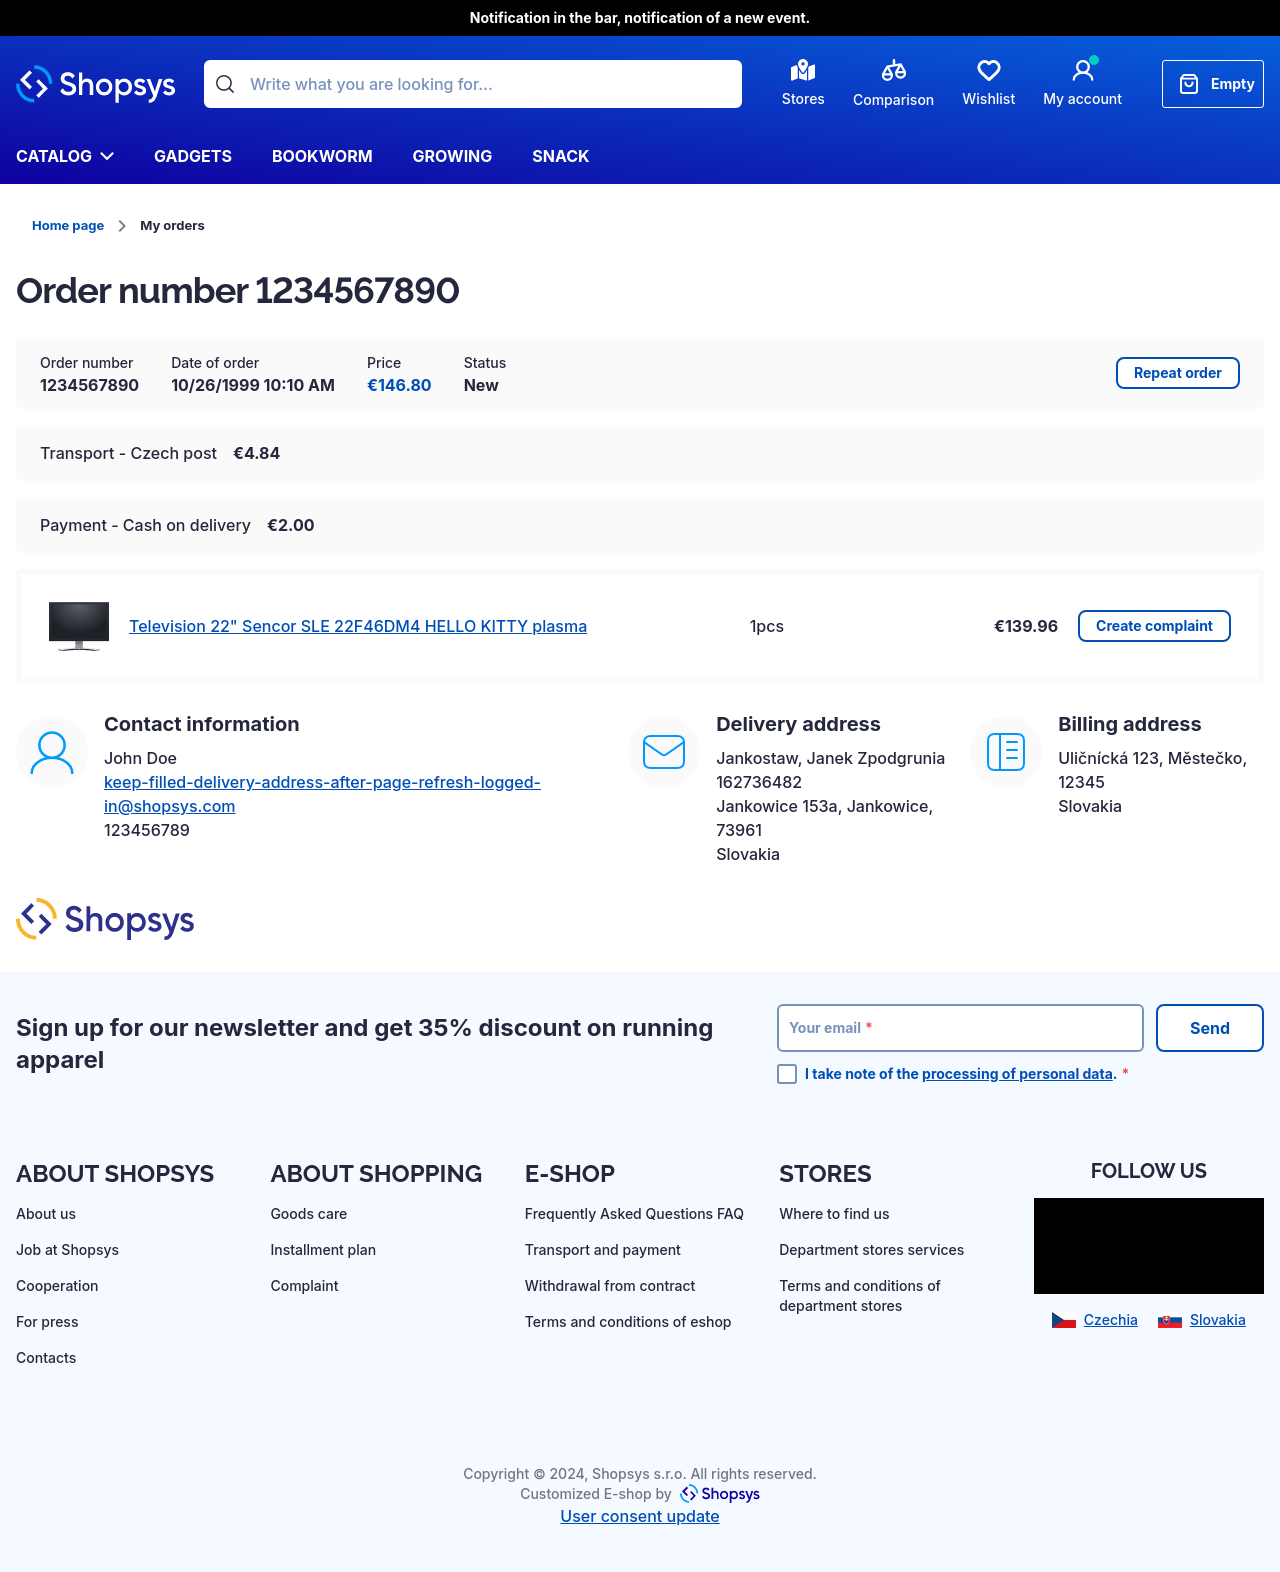 Notification in the bar, notification of a new event.
Shopsys
Write what you are looking for...
Stores
Comparison
Wishlist
My account
Empty
CATALOG
GADGETS
BOOKWORM
GROWING
SNACK
Home page
My orders
Order number 1234567890
Order number
1234567890
Date of order
10/26/1999 10:10 AM
Price
€146.80
Status
New
Repeat order
Transport - Czech post €4.84
Payment - Cash on delivery €2.00
Television 22" Sencor SLE 22F46DM4 HELLO KITTY plasma
1pcs
€139.96
Create complaint
Contact information
John Doe
keep-filled-delivery-address-after-page-refresh-logged-
in@shopsys.com
123456789
Delivery address
Jankostaw, Janek Zpodgrunia
162736482
Jankowice 153a, Jankowice,
73961
Slovakia
Billing address
Uličnícká 123, Městečko,
12345
Slovakia
Shopsys
Sign up for our newsletter and get 35% discount on running
apparel
Your email *
Send
I take note of the processing of personal data. *
ABOUT SHOPSYS
About us
Job at Shopsys
Cooperation
For press
Contacts
ABOUT SHOPPING
Goods care
Installment plan
Complaint
E-SHOP
Frequently Asked Questions FAQ
Transport and payment
Withdrawal from contract
Terms and conditions of eshop
STORES
Where to find us
Department stores services
Terms and conditions of
department stores
FOLLOW US
Czechia
Slovakia
Copyright © 2024, Shopsys s.r.o. All rights reserved.
Customized E-shop by Shopsys
User consent update